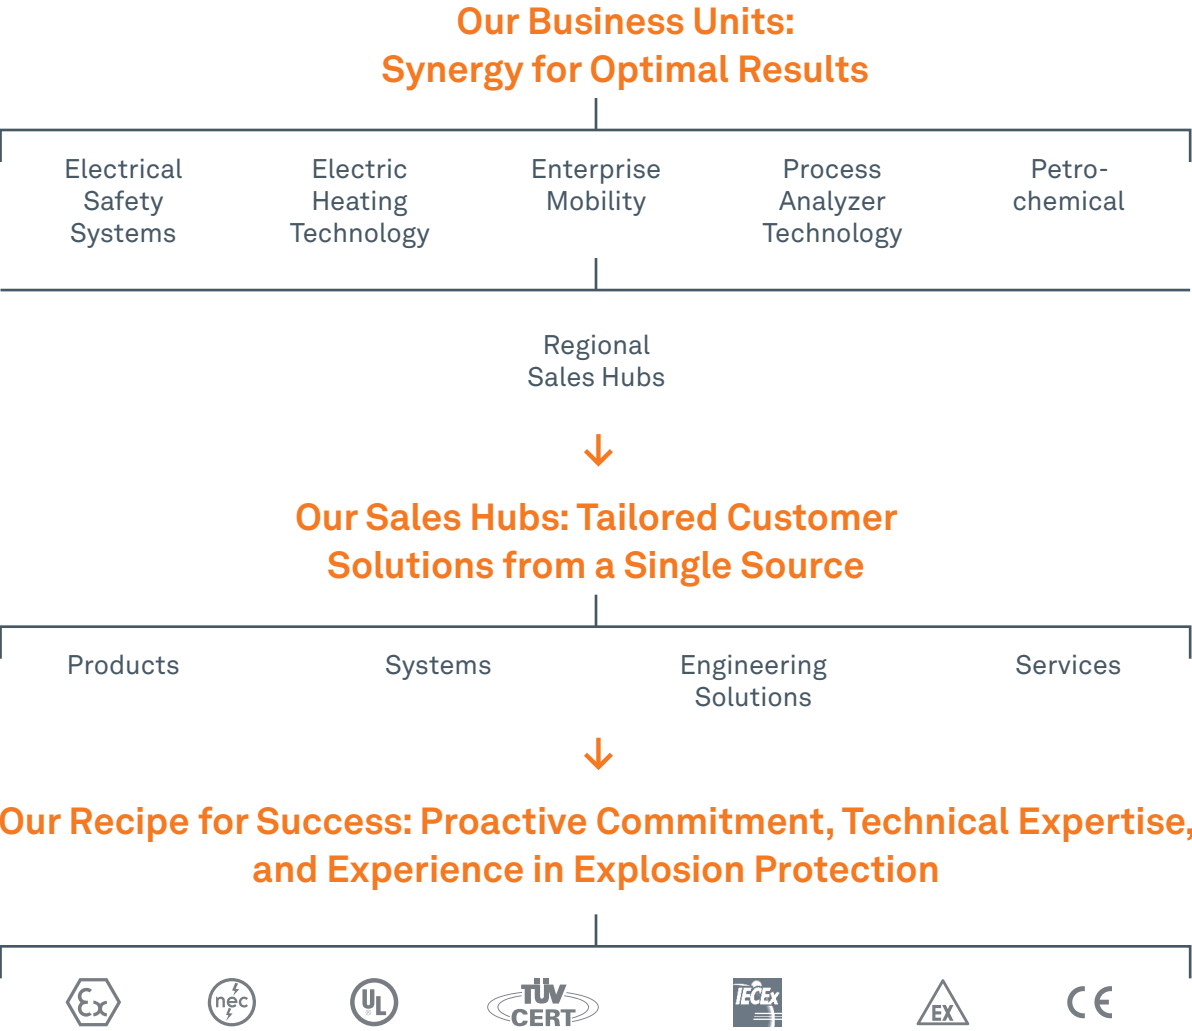 Our Business Units:
Synergy for Optimal Results
Electrical
Safety
Systems
Electric
Heating
Technology
Enterprise
Mobility
Process
Analyzer
Technology
Petro-
chemical
Regional
Sales Hubs
Our Sales Hubs: Tailored Customer
Solutions from a Single Source
Products
Systems
Engineering
Solutions
Services
Our Recipe for Success: Proactive Commitment, Technical Expertise,
and Experience in Explosion Protection
Ex
nec
UL
®
TÜV
CERT
IECEx
EX
CE